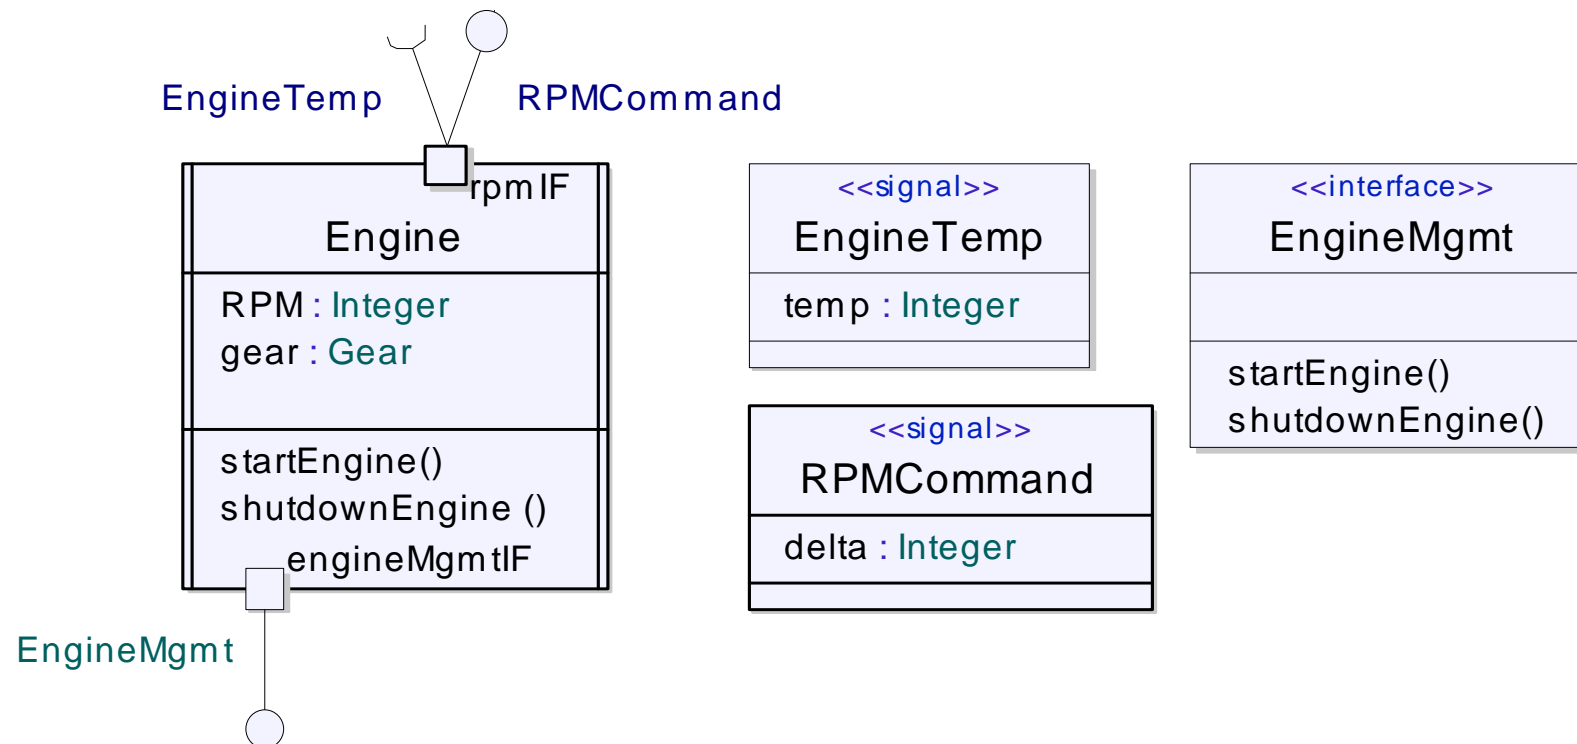 EngineTemp
RPMCommand
rpmIF
Engine
RPM : Integer
gear : Gear
startEngine()
shutdownEngine ()
engineMgmtIF
EngineMgmt
<<signal>>
EngineTemp
temp : Integer
<<signal>>
RPMCommand
delta : Integer
<<interface>>
EngineMgmt
startEngine()
shutdownEngine()